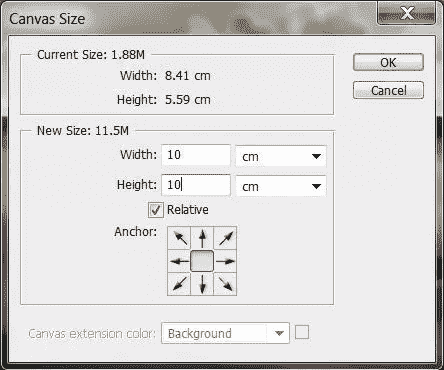 Canvas Size
Current Size: 1.88M
Width: 8.41 cm
Height: 5.59 cm
OK
Cancel
New Size: 11.5M
Width: 10 cm
Height: 10 cm
Relative
Anchor:
Canvas extension color: Background